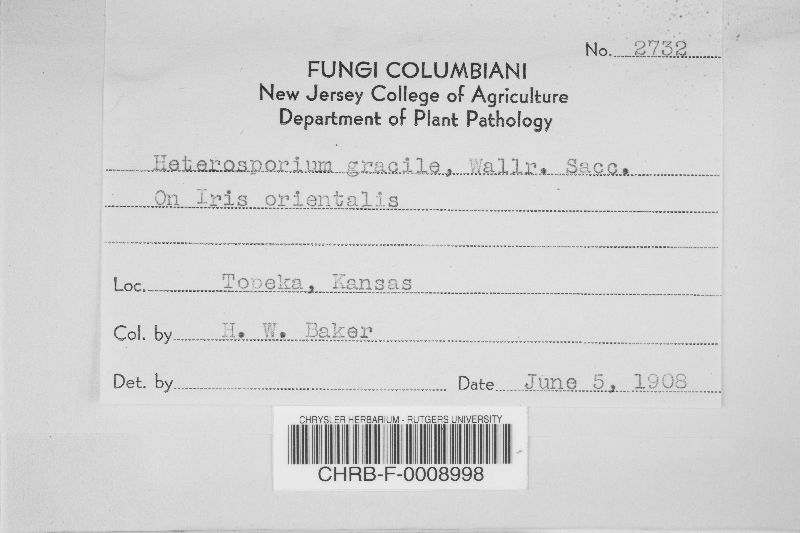 No. 2732
FUNGI COLUMBIANI
New Jersey College of Agriculture
Department of Plant Pathology
Heterosporium gracile, Wallr. Sacc.
On Iris orientalis
Loc. Topeka, Kansas
Col. by H. W. Baker
Det. by Date June 5, 1908
CHRYSLER HERBARIUM - RUTGERS UNIVERSITY
CHRB-F-0008998